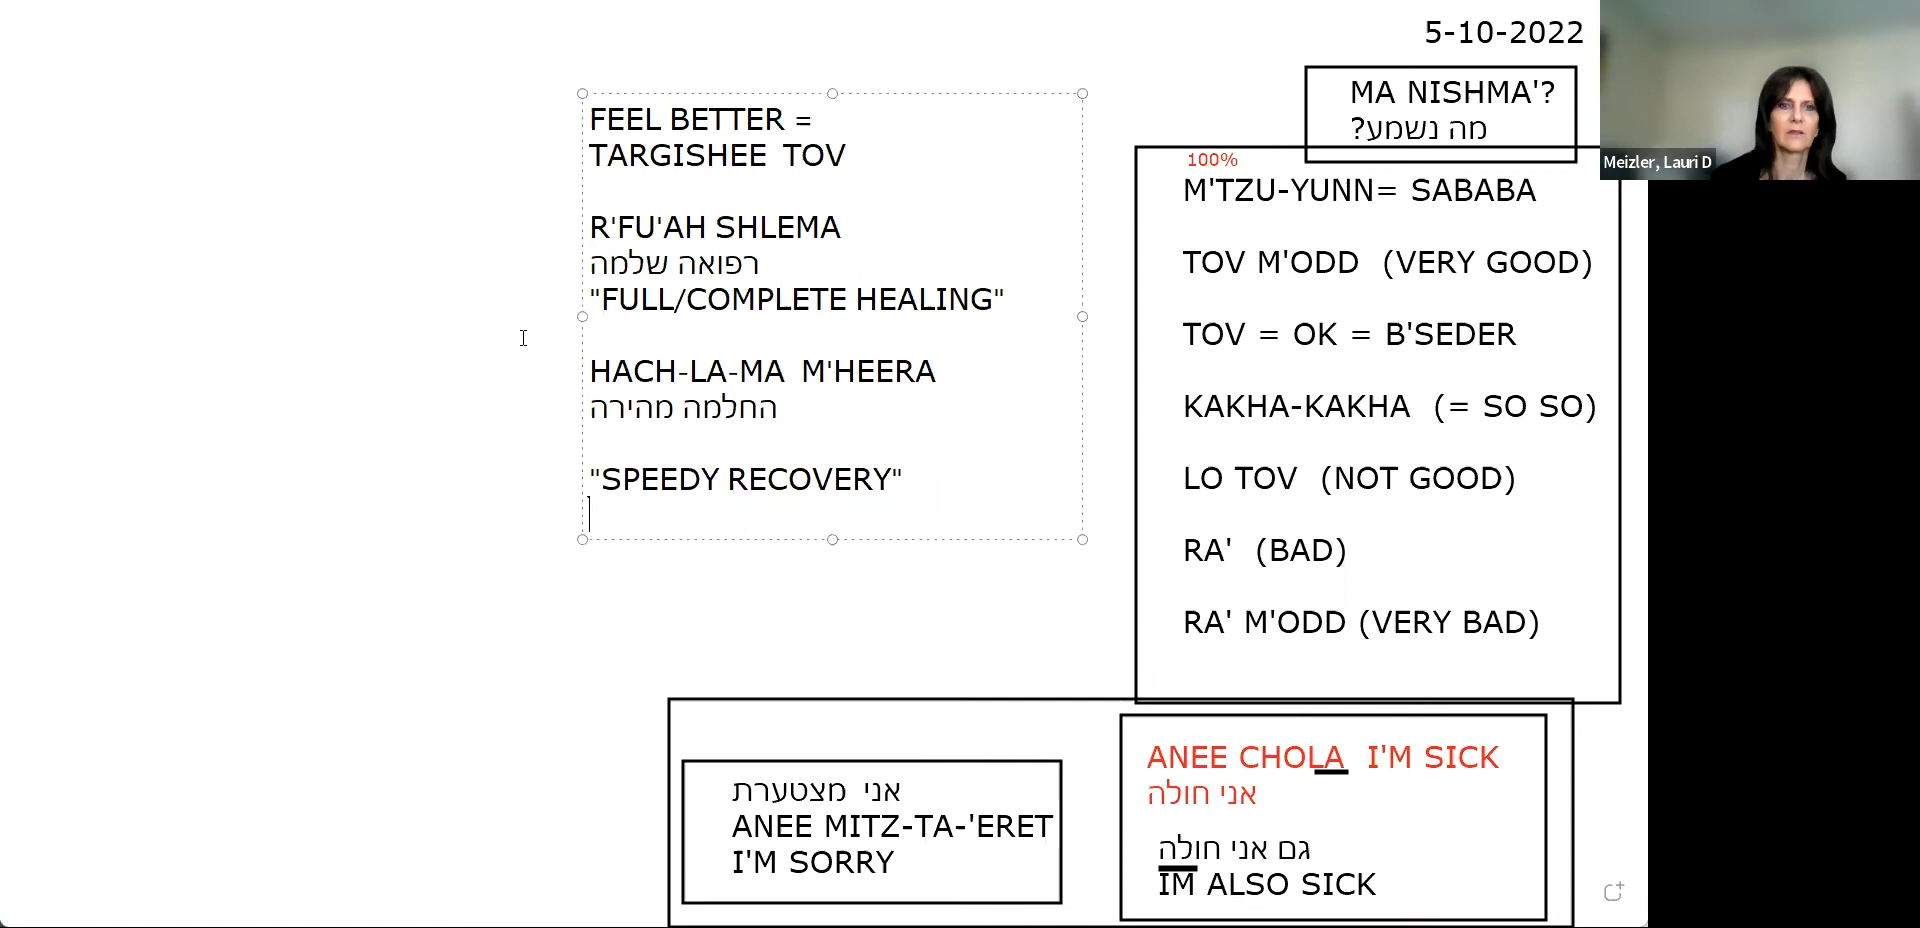 5-10-2022
MA NISHMA'?
מה נשמע?
Meizler, Lauri D
FEEL BETTER =
TARGISHEE TOV
R'FU'AH SHLEMA
רפואה שלמה
"FULL/COMPLETE HEALING"
HACH-LA-MA M'HEERA
החלמה מהירה
"SPEEDY RECOVERY"
100%
M'TZU-YUNN= SABABA
TOV M'ODD (VERY GOOD)
TOV = OK = B'SEDER
KAKHA-KAKHA (= SO SO)
LO TOV (NOT GOOD)
RA' (BAD)
RA' M'ODD (VERY BAD)
אני מצטערת
ANEE MITZ-TA-'ERET
I'M SORRY
ANEE CHOLA I'M SICK
אני חולה
גם אני חולה
IM ALSO SICK